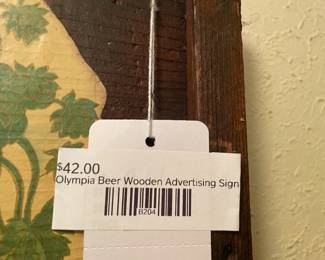 $42.00
Olympia Beer Wooden Advertising Sign
B204